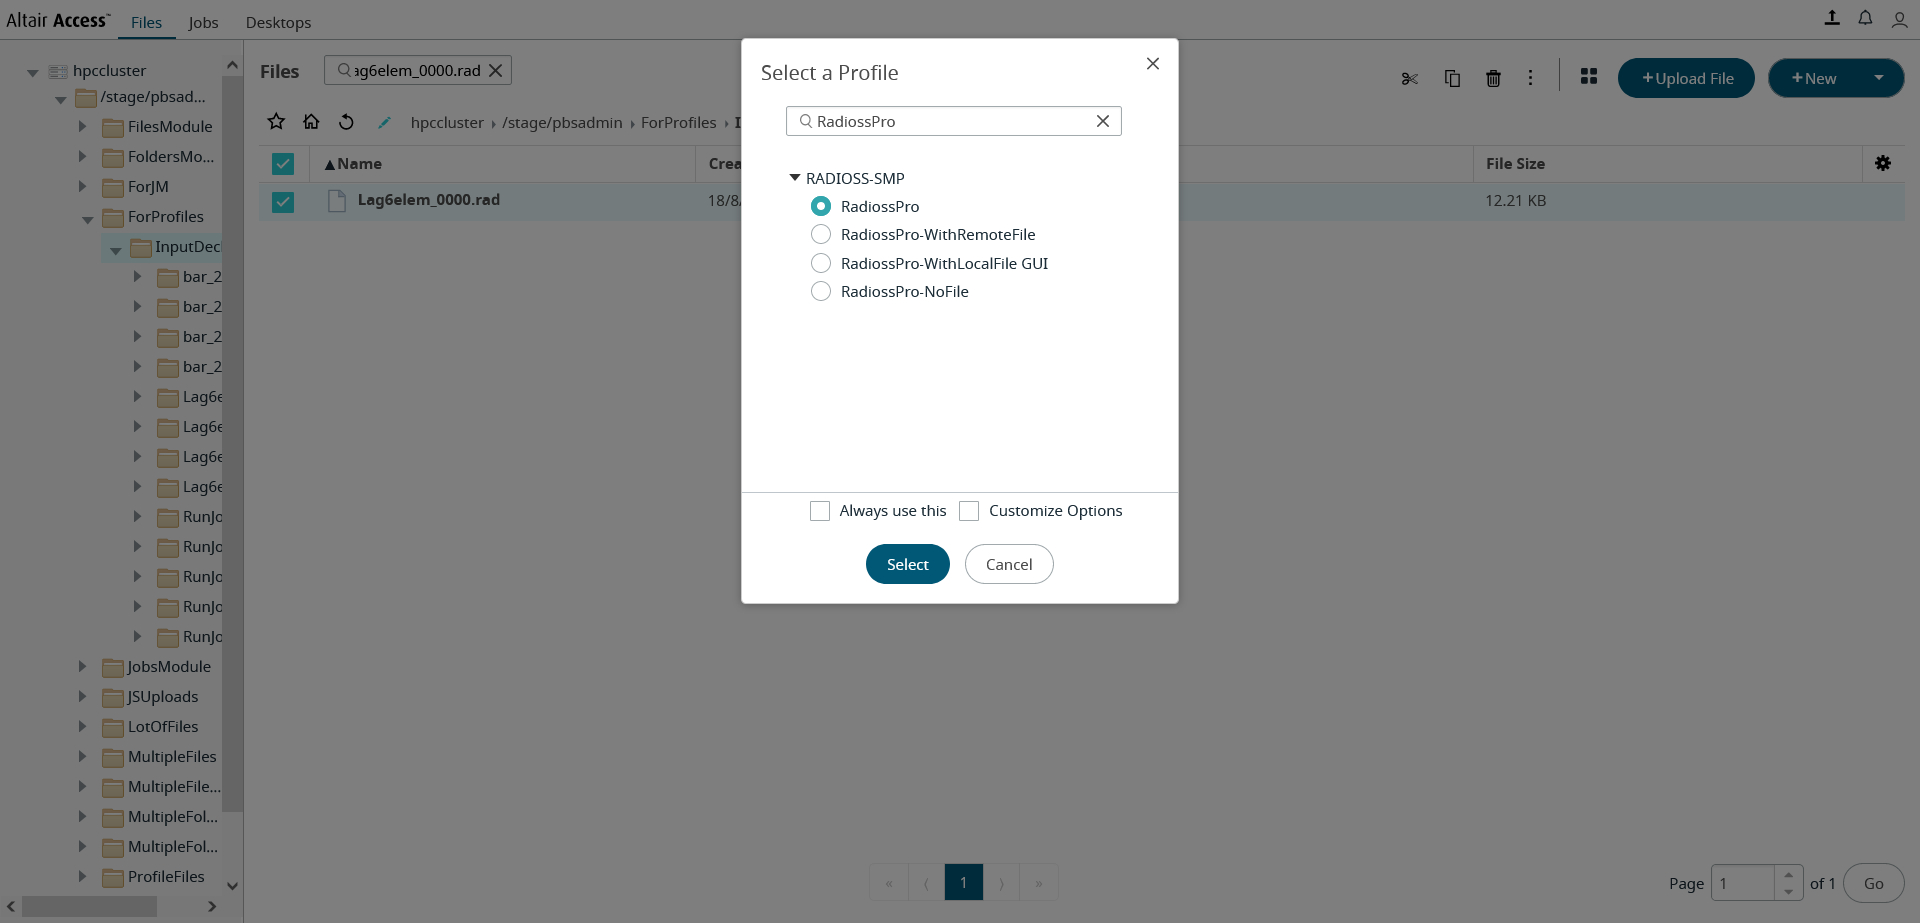 Altair Access™ Files Jobs Desktops
hpccluster
/stage/pbsad...
FilesModule
FoldersMo...
ForJM
ForProfiles
InputDeci
bar_2
bar_2
bar_2
bar_2
Lag6e
Lag6e
Lag6e
Lag6e
RunJo
RunJo
RunJo
RunJo
RunJo
JobsModule
JSUploads
LotOfFiles
MultipleFiles
MultipleFile...
MultipleFol...
MultipleFol...
ProfileFiles
Files
ag6elem_0000.rad
+Upload File
+New
hpccluster › /stage/pbsadmin › ForProfiles › I
▲Name
Crea
File Size
Lag6elem_0000.rad
18/8/
12.21 KB
Select a Profile
RadiossPro
RADIOSS-SMP
RadiossPro
RadiossPro-WithRemoteFile
RadiossPro-WithLocalFile GUI
RadiossPro-NoFile
Always use this
Customize Options
Select
Cancel
« ⟨ 1 ⟩ »
Page 1 of 1 Go